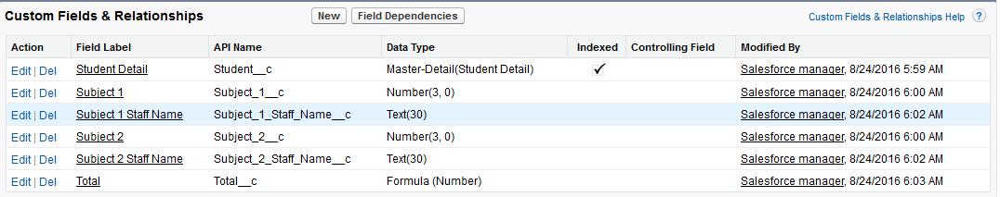 Custom Fields & Relationships New Field Dependencies Custom Fields & Relationships Help ?
Action Field Label API Name Data Type Indexed Controlling Field Modified By
Edit | Del Student Detail Student__c Master-Detail(Student Detail) Salesforce manager, 8/24/2016 5:59 AM
Edit | Del Subject 1 Subject_1__c Number(3, 0) Salesforce manager, 8/24/2016 6:00 AM
Edit | Del Subject 1 Staff Name Subject_1_Staff_Name__c Text(30) Salesforce manager, 8/24/2016 6:02 AM
Edit | Del Subject 2 Subject_2__c Number(3, 0) Salesforce manager, 8/24/2016 6:00 AM
Edit | Del Subject 2 Staff Name Subject_2_Staff_Name__c Text(30) Salesforce manager, 8/24/2016 6:02 AM
Edit | Del Total Total__c Formula (Number) Salesforce manager, 8/24/2016 6:03 AM